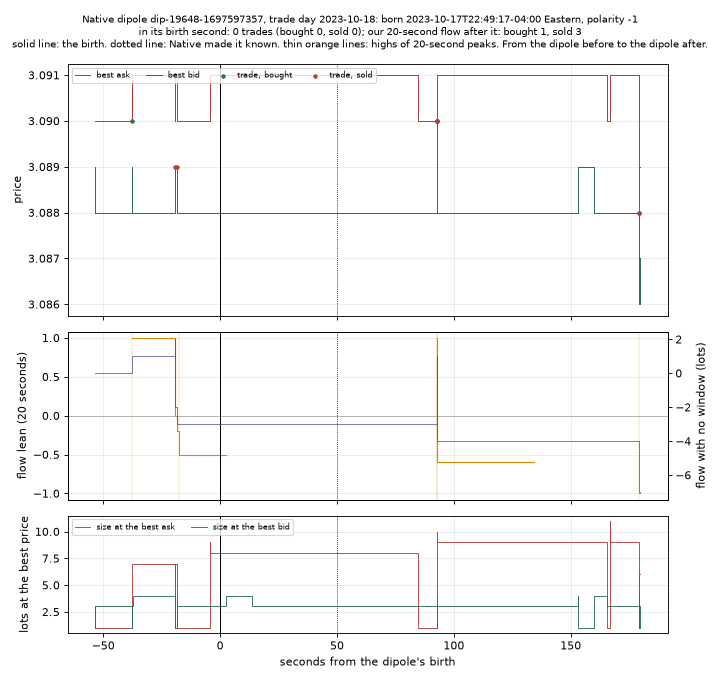 Native dipole dip-19648-1697597357, trade day 2023-10-18: born 2023-10-17T22:49:17-04:00 Eastern, polarity -1
in its birth second: 0 trades (bought 0, sold 0); our 20-second flow after it: bought 1, sold 3
solid line: the birth. dotted line: Native made it known. thin orange lines: highs of 20-second peaks. From the dipole before to the dipole after.
best ask
best bid
trade, bought
trade, sold
3.091
3.090
3.089
3.088
3.087
3.086
price
1.0
0.5
0.0
−0.5
−1.0
flow lean (20 seconds)
2
0
−2
−4
−6
flow with no window (lots)
size at the best ask
size at the best bid
10.0
7.5
5.0
2.5
lots at the best price
−50
0
50
100
150
seconds from the dipole's birth